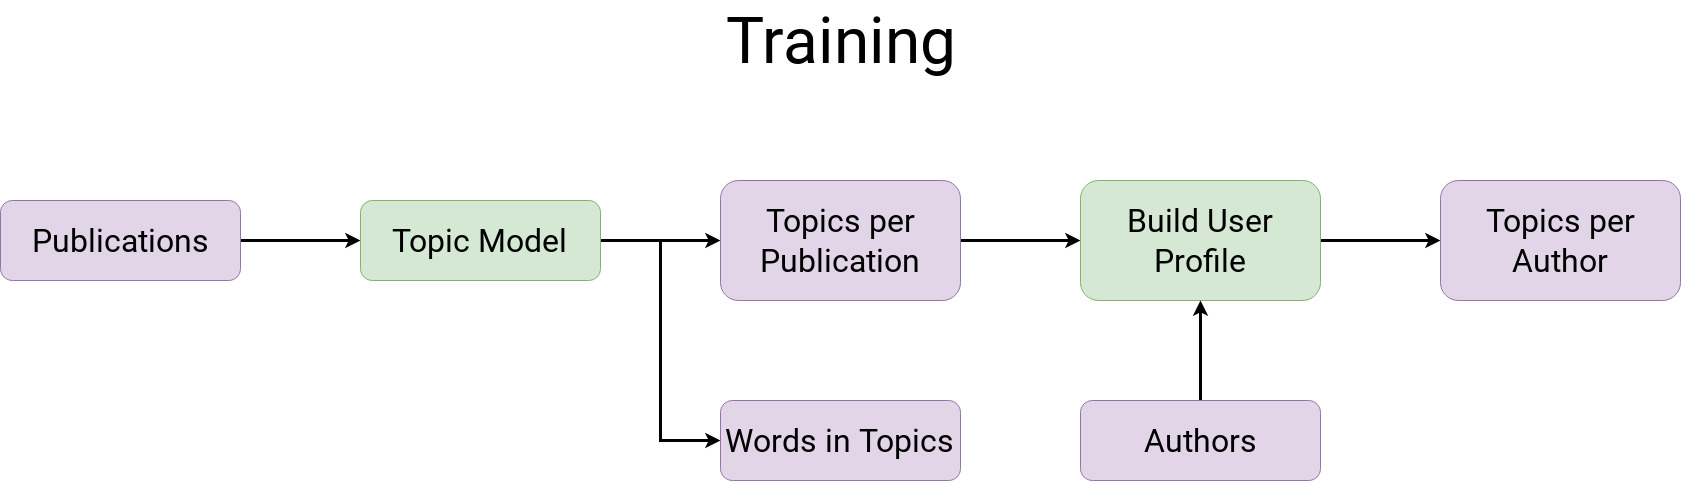 Training
Publications
Topic Model
Topics per
Publication
Build User
Profile
Topics per
Author
Words in Topics
Authors